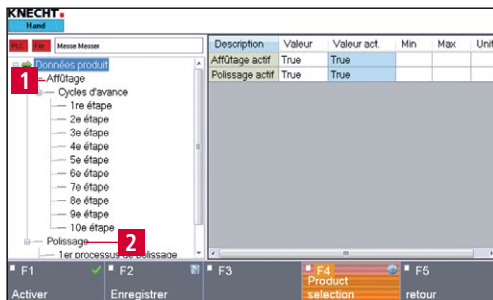 KNECHT
Hand
PLC Messe Messer
Description Valeur Valeur act. Min Max Unit
Affûtage actif True True
Polissage actif True True
Données produit
1
Affûtage
Cycles d'avance
1re étape
2e étape
3e étape
4e étape
5e étape
6e étape
7e étape
8e étape
9e étape
10e étape
Polissage 2
1er processus de polissage
F1 F2 F3 F4 F5
Activer Enregistrer Product selection retour